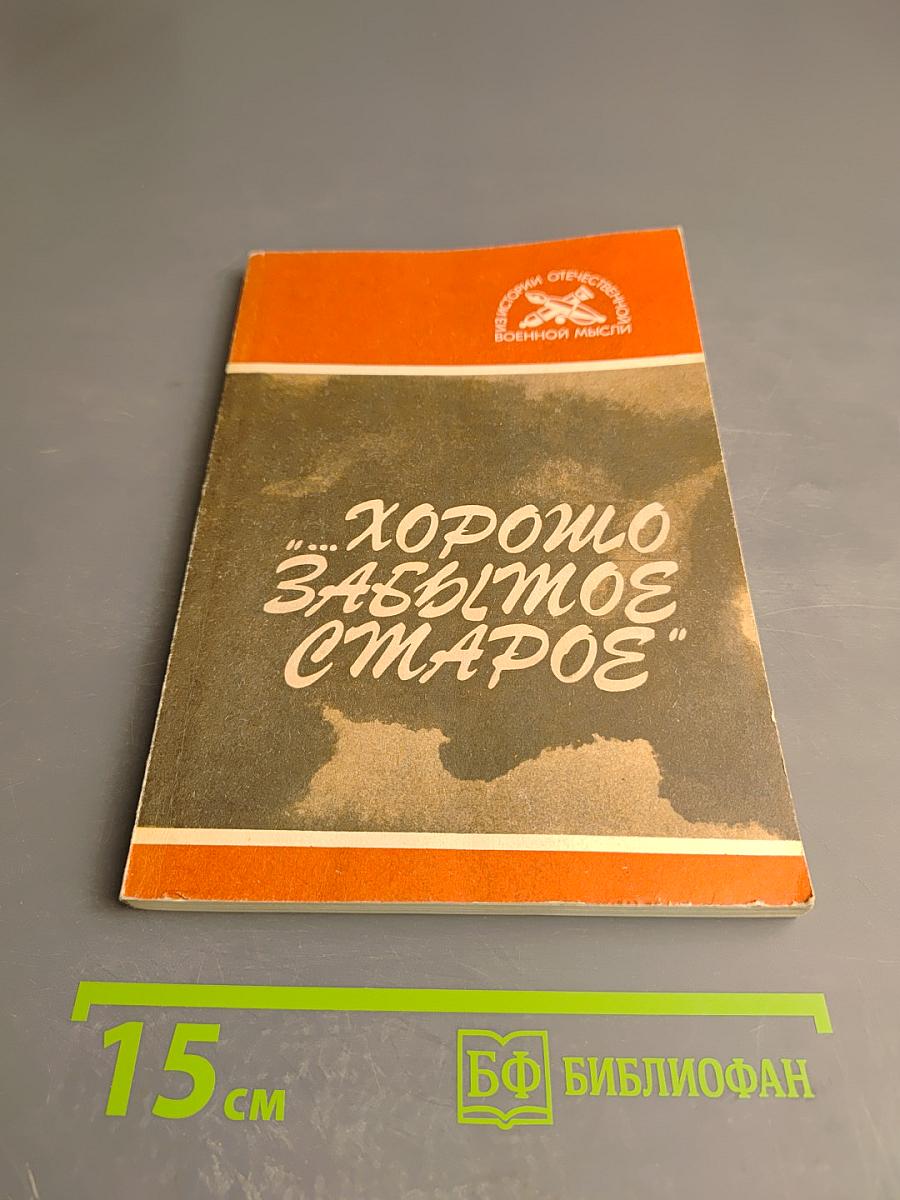 ИЗ ИСТОРИИ ОТЕЧЕСТВЕННОЙ
ВОЕННОЙ МЫСЛИ
„...ХОРОШО
ЗАБЫТОЕ
СТАРОЕ"
15 см
БФ БИБЛИОФАН